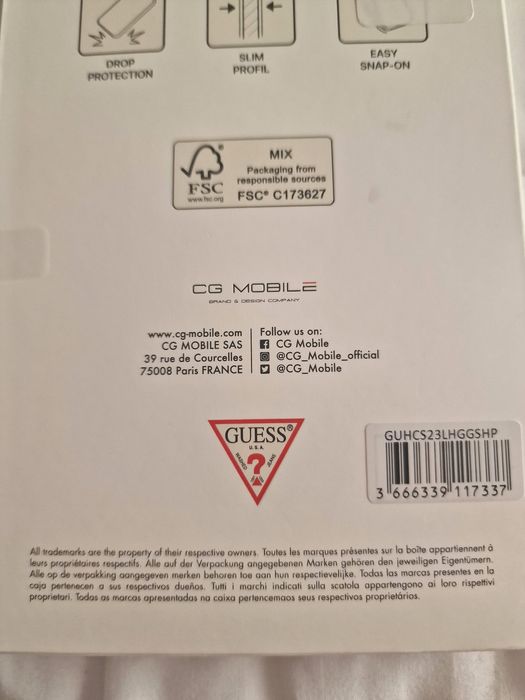 DROP
PROTECTION
SLIM
PROFIL
EASY
SNAP-ON
FSC
www.fsc.org
MIX
Packaging from
responsible sources
FSC® C173627
CG MOBILE
BRAND & DESIGN COMPANY
www.cg-mobile.com
CG MOBILE SAS
39 rue de Courcelles
75008 Paris FRANCE
Follow us on:
CG Mobile
@CG_Mobile_official
@CG_Mobile
GUESS®
U.S.A.
WASHED ? JEANS
GUHCS23LHGGSHP
3 666339 117337
All trademarks are the property of their respective owners. Toutes les marques présentes sur la boîte appartiennent à
leurs propriétaires respectifs. Alle auf der Verpackung angegebenen Marken gehören den jeweiligen Eigentümern.
Alle op de verpakking aangegeven merken behoren toe aan hun respectievelijke. Todas las marcas presentes en la
caja pertenecen a sus respectivos dueños. Tutti i marchi indicati sulla scatola appartengono ai loro rispettivi
proprietari. Todas as marcas apresentadas na caixa pertencemaos seus respectivos proprietários.